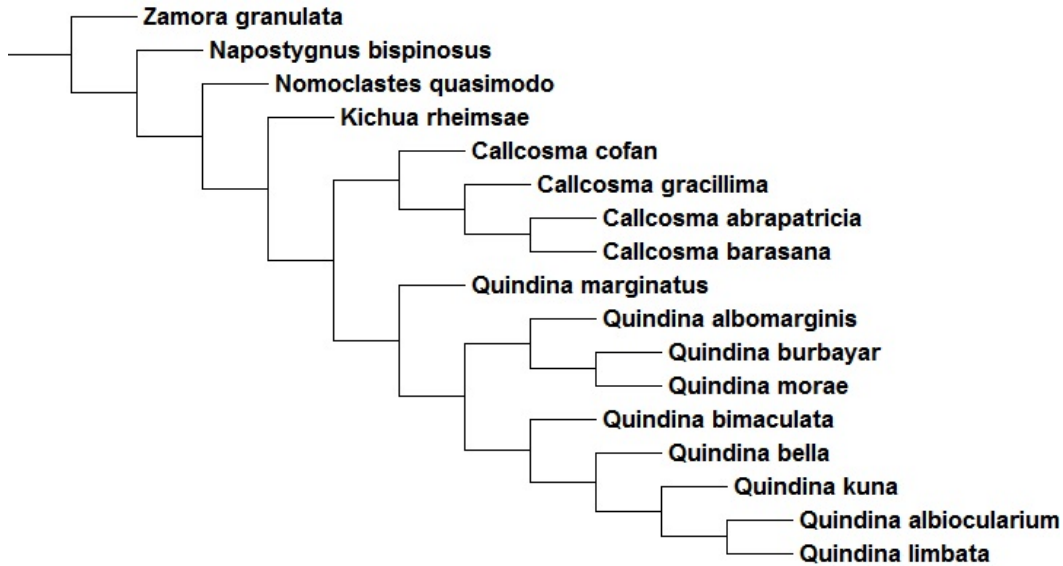 Zamora granulata
Napostygnus bispinosus
Nomoclastes quasimodo
Kichua rheimsae
Callcosma cofan
Callcosma gracillima
Callcosma abrapatricia
Callcosma barasana
Quindina marginatus
Quindina albomarginis
Quindina burbayar
Quindina morae
Quindina bimaculata
Quindina bella
Quindina kuna
Quindina albiocularium
Quindina limbata